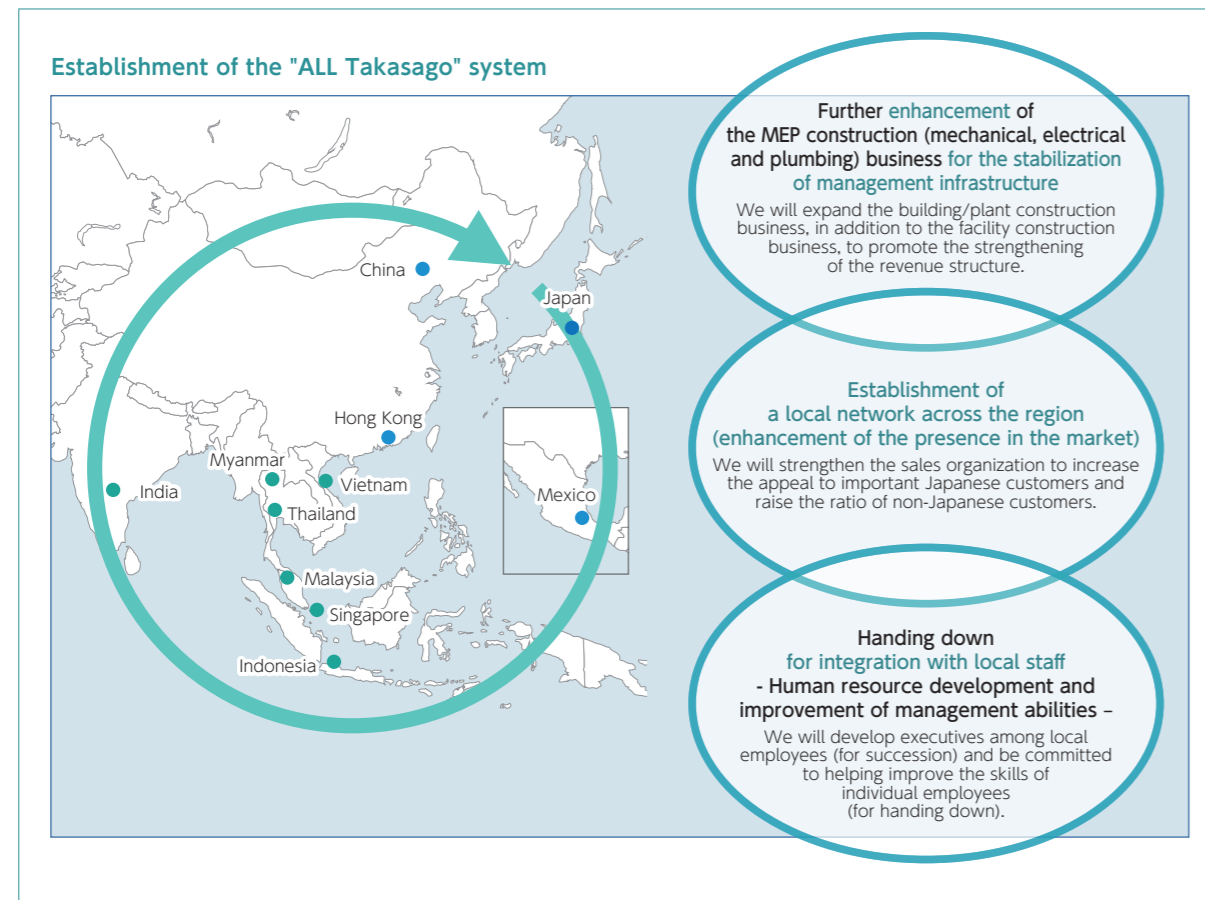 Establishment of the "ALL Takasago" system
China
Japan
Hong Kong
Myanmar
India
Vietnam
Thailand
Mexico
Malaysia
Singapore
Indonesia
Further enhancement of
the MEP construction (mechanical, electrical
and plumbing) business for the stabilization
of management infrastructure
We will expand the building/plant construction
business, in addition to the facility construction
business, to promote the strengthening
of the revenue structure.
Establishment of
a local network across the region
(enhancement of the presence in the market)
We will strengthen the sales organization to increase
the appeal to important Japanese customers and
raise the ratio of non-Japanese customers.
Handing down
for integration with local staff
- Human resource development and
improvement of management abilities –
We will develop executives among local
employees (for succession) and be committed
to helping improve the skills of
individual employees
(for handing down).